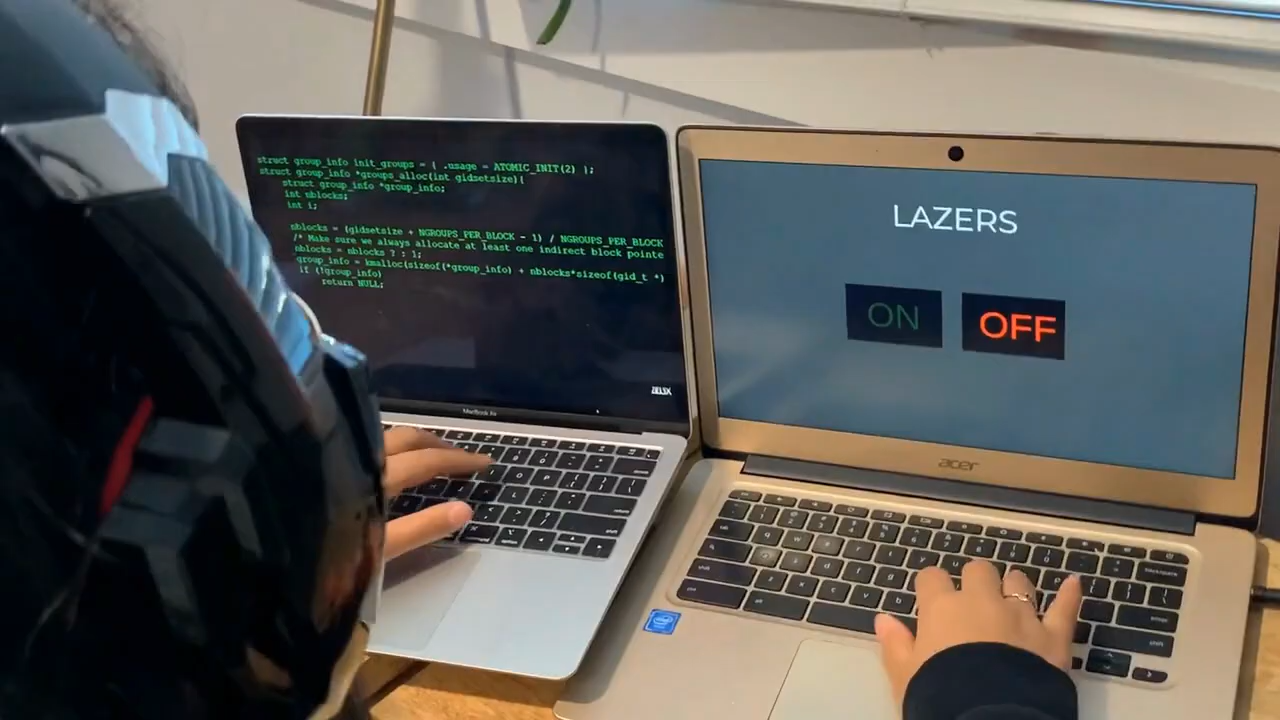 struct group_info init_groups = { .usage = ATOMIC_INIT(2) };
struct group_info *groups_alloc(int gidsetsize){
struct group_info *group_info;
int nblocks;
int i;
nblocks = (gidsetsize + NGROUPS_PER_BLOCK - 1) / NGROUPS_PER_BLOCK
/* Make sure we always allocate at least one indirect block pointe
nblocks = nblocks ? : 1;
group_info = kmalloc(sizeof(*group_info) + nblocks*sizeof(gid_t *)
if (!group_info)
return NULL;
MacBook Air
LAZERS
ON OFF
acer
intel